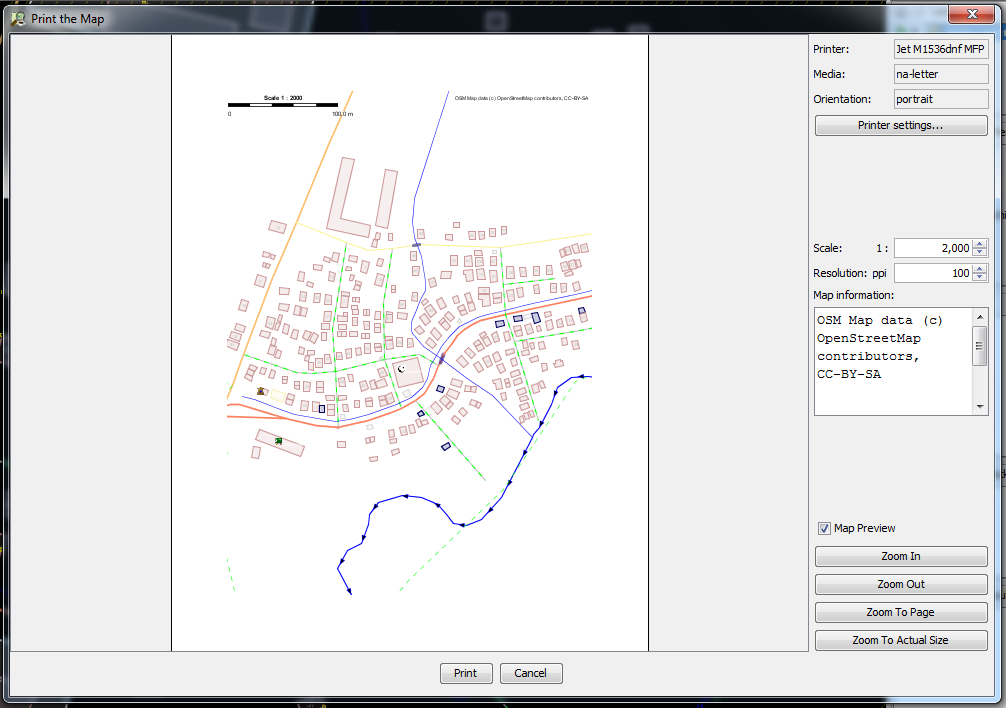 Print the Map
Scale 1 : 2000
OSM Map data (c) OpenStreetMap contributors, CC-BY-SA
0
100.0 m
Printer:
Jet M1536dnf MFP
Media:
na-letter
Orientation:
portrait
Printer settings...
Scale:
1 :
2,000
Resolution:
ppi
100
Map information:
OSM Map data (c)
OpenStreetMap
contributors,
CC-BY-SA
Map Preview
Zoom In
Zoom Out
Zoom To Page
Zoom To Actual Size
Print
Cancel